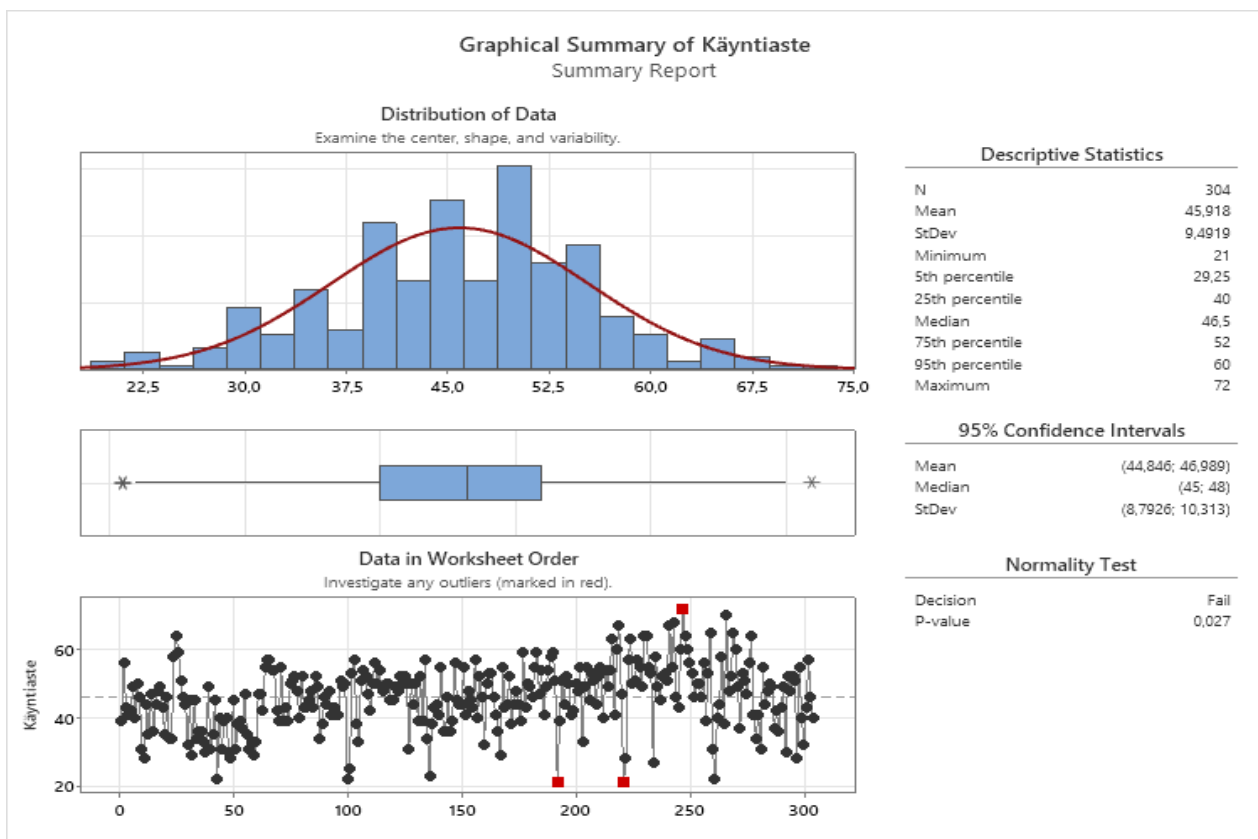 Graphical Summary of Käyntiaste
Summary Report
Distribution of Data
Examine the center, shape, and variability.
22,5 30,0 37,5 45,0 52,5 60,0 67,5 75,0
Data in Worksheet Order
Investigate any outliers (marked in red).
Käyntiaste
60
40
20
0 50 100 150 200 250 300
Descriptive Statistics
N 304
Mean 45,918
StDev 9,4919
Minimum 21
5th percentile 29,25
25th percentile 40
Median 46,5
75th percentile 52
95th percentile 60
Maximum 72
95% Confidence Intervals
Mean (44,846; 46,989)
Median (45; 48)
StDev (8,7926; 10,313)
Normality Test
Decision Fail
P-value 0,027